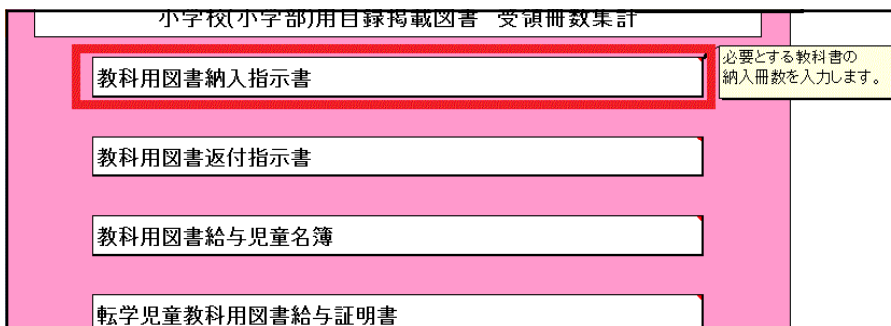 小学校(小学部)用目録掲載図書　受領冊数集計
教科用図書納入指示書
必要とする教科書の
納入冊数を入力します。
教科用図書返付指示書
教科用図書給与児童名簿
転学児童教科用図書給与証明書